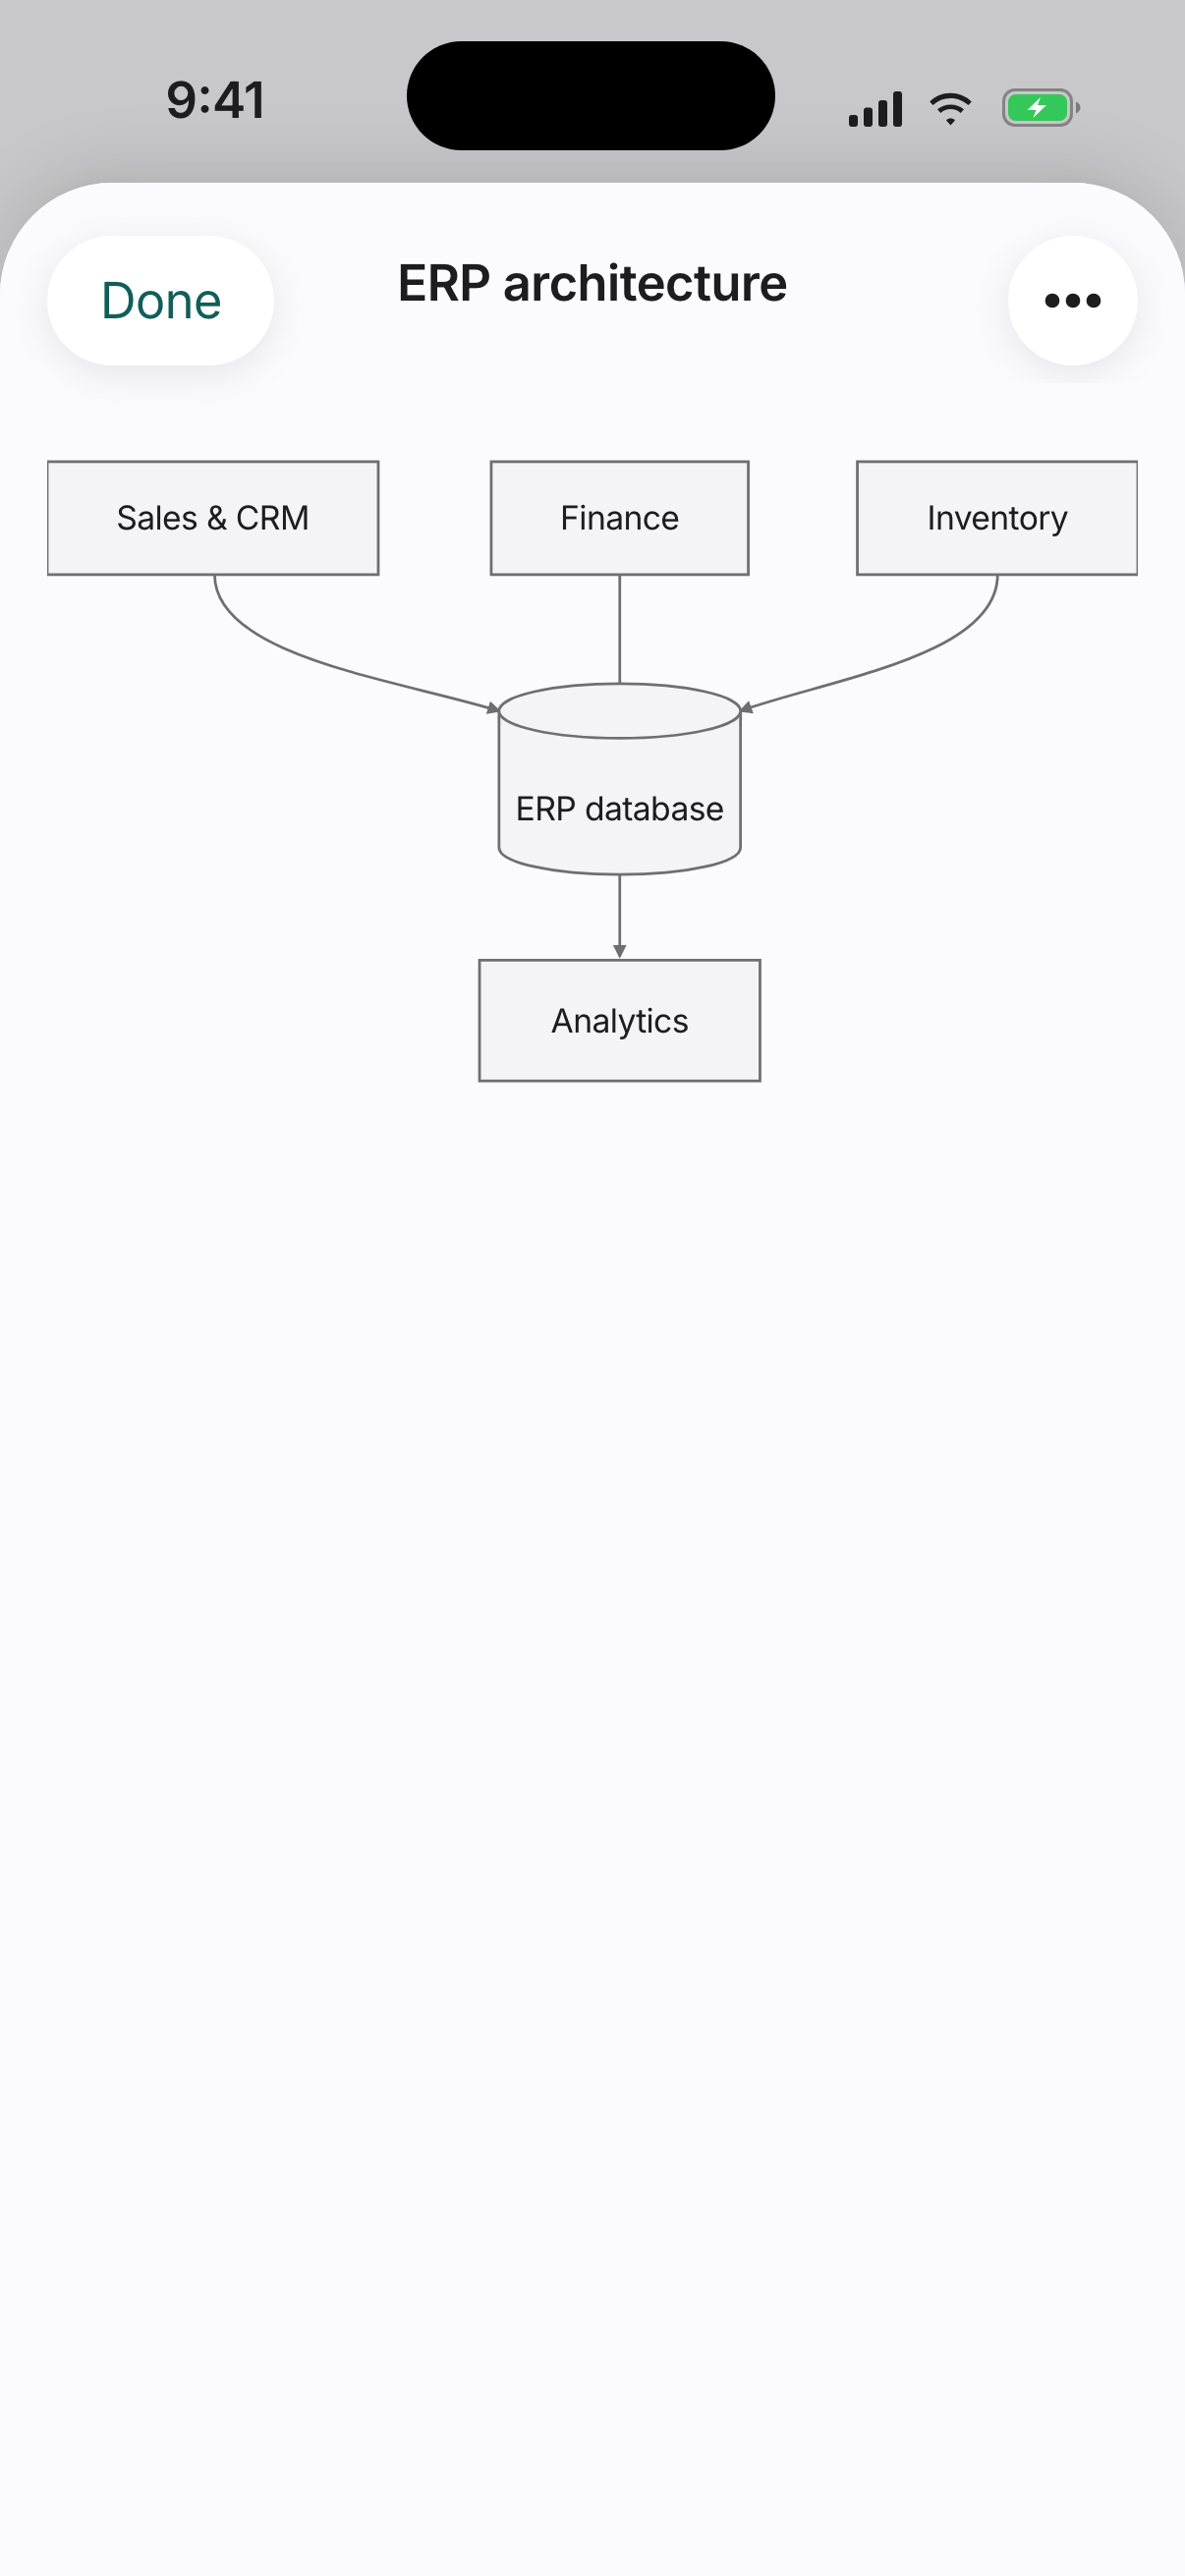 9:41
Done
ERP architecture
Sales & CRM
Finance
Inventory
ERP database
Analytics